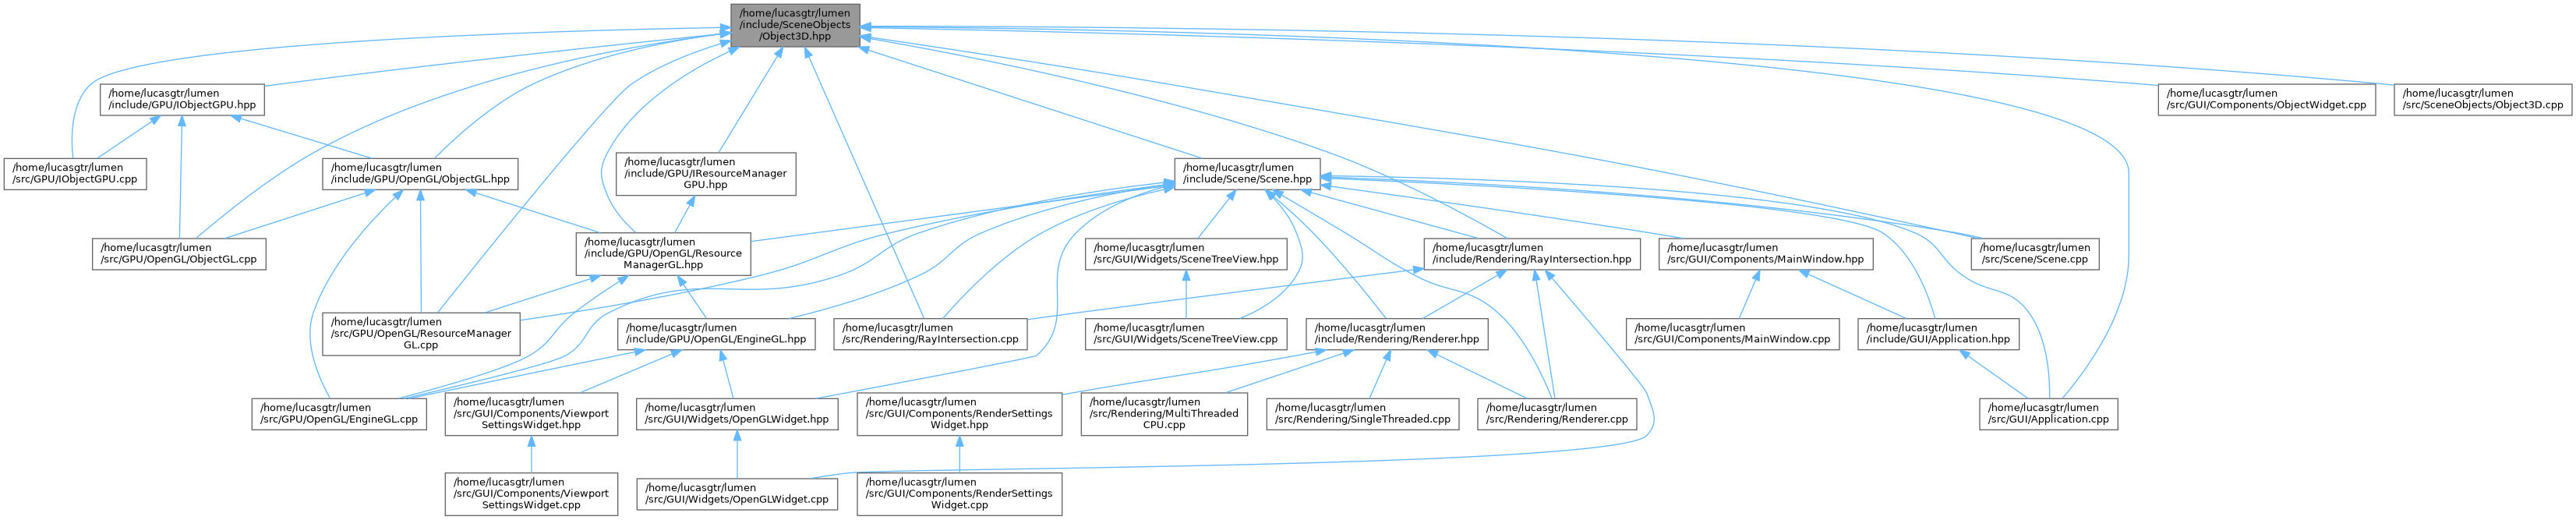 /home/lucasgtr/lumen
/include/SceneObjects
/Object3D.hpp
/home/lucasgtr/lumen
/include/GPU/IObjectGPU.hpp
/home/lucasgtr/lumen
/src/GUI/Components/ObjectWidget.cpp
/home/lucasgtr/lumen
/src/SceneObjects/Object3D.cpp
/home/lucasgtr/lumen
/src/GPU/IObjectGPU.cpp
/home/lucasgtr/lumen
/include/GPU/OpenGL/ObjectGL.hpp
/home/lucasgtr/lumen
/include/GPU/IResourceManager
GPU.hpp
/home/lucasgtr/lumen
/include/Scene/Scene.hpp
/home/lucasgtr/lumen
/src/GPU/OpenGL/ObjectGL.cpp
/home/lucasgtr/lumen
/include/GPU/OpenGL/Resource
ManagerGL.hpp
/home/lucasgtr/lumen
/src/GUI/Widgets/SceneTreeView.hpp
/home/lucasgtr/lumen
/include/Rendering/RayIntersection.hpp
/home/lucasgtr/lumen
/src/GUI/Components/MainWindow.hpp
/home/lucasgtr/lumen
/src/Scene/Scene.cpp
/home/lucasgtr/lumen
/src/GPU/OpenGL/ResourceManager
GL.cpp
/home/lucasgtr/lumen
/include/GPU/OpenGL/EngineGL.hpp
/home/lucasgtr/lumen
/src/Rendering/RayIntersection.cpp
/home/lucasgtr/lumen
/src/GUI/Widgets/SceneTreeView.cpp
/home/lucasgtr/lumen
/include/Rendering/Renderer.hpp
/home/lucasgtr/lumen
/src/GUI/Components/MainWindow.cpp
/home/lucasgtr/lumen
/include/GUI/Application.hpp
/home/lucasgtr/lumen
/src/GPU/OpenGL/EngineGL.cpp
/home/lucasgtr/lumen
/src/GUI/Components/Viewport
SettingsWidget.hpp
/home/lucasgtr/lumen
/src/GUI/Widgets/OpenGLWidget.hpp
/home/lucasgtr/lumen
/src/GUI/Components/RenderSettings
Widget.hpp
/home/lucasgtr/lumen
/src/Rendering/MultiThreaded
CPU.cpp
/home/lucasgtr/lumen
/src/Rendering/SingleThreaded.cpp
/home/lucasgtr/lumen
/src/Rendering/Renderer.cpp
/home/lucasgtr/lumen
/src/GUI/Application.cpp
/home/lucasgtr/lumen
/src/GUI/Components/Viewport
SettingsWidget.cpp
/home/lucasgtr/lumen
/src/GUI/Widgets/OpenGLWidget.cpp
/home/lucasgtr/lumen
/src/GUI/Components/RenderSettings
Widget.cpp